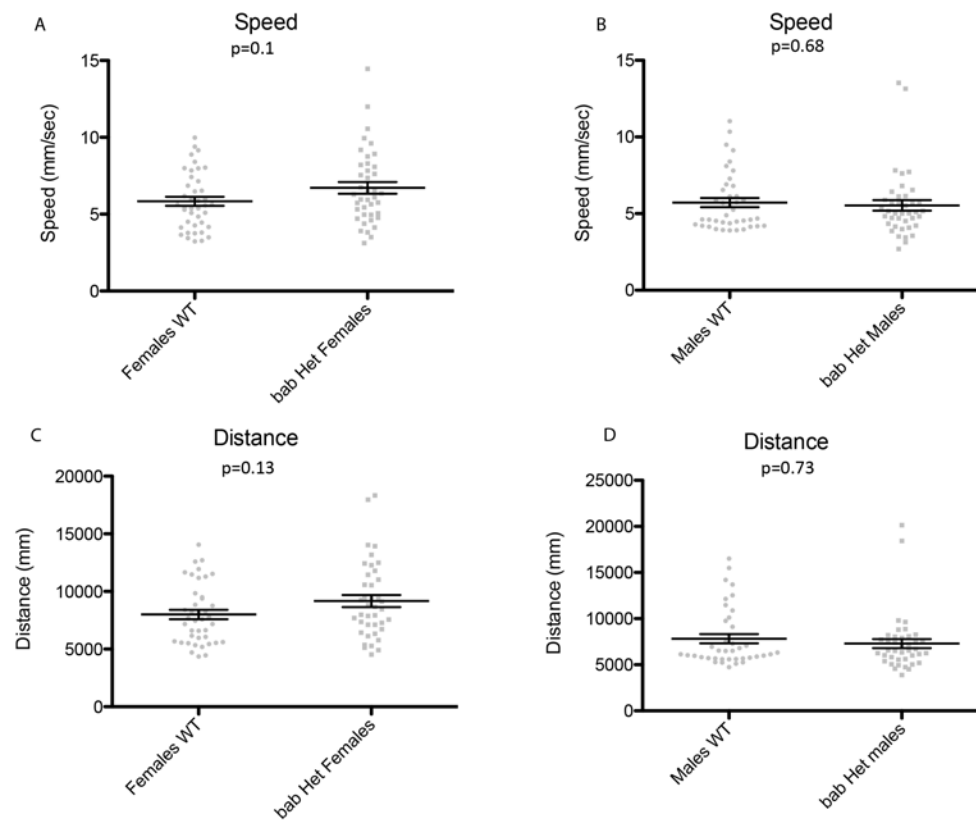 A
Speed
p=0.1
Speed (mm/sec)
15
10
5
0
Females WT
bab Het Females
B
Speed
p=0.68
Speed (mm/sec)
15
10
5
0
Males WT
bab Het Males
C
Distance
p=0.13
Distance (mm)
20000
15000
10000
5000
0
Females WT
bab Het Females
D
Distance
p=0.73
Distance (mm)
25000
20000
15000
10000
5000
0
Males WT
bab Het males